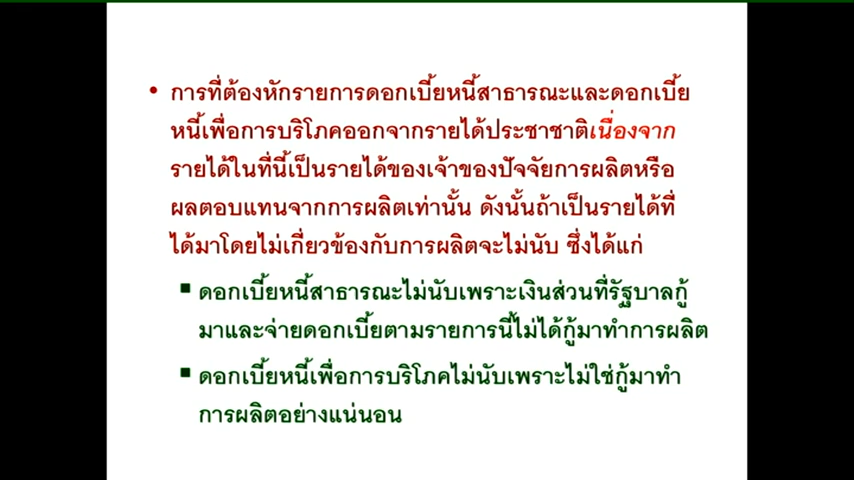 • การที่ต้องหักรายการดอกเบี้ยหนี้สาธารณะและดอกเบี้ย
หนี้เพื่อการบริโภคออกจากรายได้ประชาชาติเนื่องจาก
รายได้ในที่นี้เป็นรายได้ของเจ้าของปัจจัยการผลิตหรือ
ผลตอบแทนจากการผลิตเท่านั้น ดังนั้นถ้าเป็นรายได้ที่
ได้มาโดยไม่เกี่ยวข้องกับการผลิตจะไม่นับ ซึ่งได้แก่
▪ ดอกเบี้ยหนี้สาธารณะไม่นับเพราะเงินส่วนที่รัฐบาลกู้
มาและจ่ายดอกเบี้ยตามรายการนี้ไม่ได้กู้มาทำการผลิต
▪ ดอกเบี้ยหนี้เพื่อการบริโภคไม่นับเพราะไม่ใช่กู้มาทำ
การผลิตอย่างแน่นอน